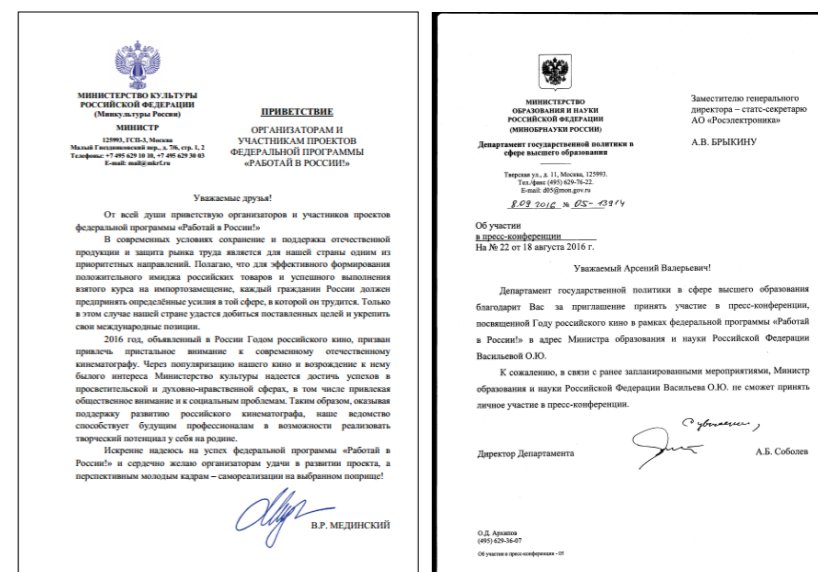 МИНИСТЕРСТВО КУЛЬТУРЫ
РОССИЙСКОЙ ФЕДЕРАЦИИ
(Минкультуры России)
МИНИСТР
125993, ГСП-3, Москва
Малый Гнездниковский пер., д. 7/6, стр. 1, 2
Телефоны: +7 495 629 10 10, +7 495 629 30 03
E-mail: mail@mkrf.ru
ПРИВЕТСТВИЕ
ОРГАНИЗАТОРАМ И
УЧАСТНИКАМ ПРОЕКТОВ
ФЕДЕРАЛЬНОЙ ПРОГРАММЫ
«РАБОТАЙ В РОССИИ!»
Уважаемые друзья!
От всей души приветствую организаторов и участников проектов
федеральной программы «Работай в России!»
В современных условиях сохранение и поддержка отечественной
продукции и защита рынка труда является для нашей страны одним из
приоритетных направлений. Полагаю, что для эффективного формирования
положительного имиджа российских товаров и успешного выполнения
взятого курса на импортозамещение, каждый гражданин России должен
предпринять определённые усилия в той сфере, в которой он трудится. Только
в этом случае нашей стране удастся добиться поставленных целей и укрепить
свои международные позиции.
2016 год, объявленный в России Годом российского кино, призван
привлечь пристальное внимание к современному отечественному
кинематографу. Через популяризацию нашего кино и возрождение к нему
былого интереса Министерство культуры надеется достичь успехов в
просветительской и духовно-нравственной сферах, в том числе привлекая
общественное внимание и к социальным проблемам. Таким образом, оказывая
поддержку развитию российского кинематографа, наше ведомство
способствует будущим профессионалам в возможности реализовать
творческий потенциал у себя на родине.
Искренне надеюсь на успех федеральной программы «Работай в
России!» и сердечно желаю организаторам удачи в развитии проекта, а
перспективным молодым кадрам – самореализации на выбранном поприще!
В.Р. МЕДИНСКИЙ
МИНИСТЕРСТВО
ОБРАЗОВАНИЯ И НАУКИ
РОССИЙСКОЙ ФЕДЕРАЦИИ
(МИНОБРНАУКИ РОССИИ)
Департамент государственной политики в
сфере высшего образования
Тверская ул., д. 11, Москва, 125993.
Тел./факс (495) 629-76-22.
E-mail: d05@mon.gov.ru
8.09 2016 № 05-13914
Заместителю генерального
директора – статс-секретарю
АО «Росэлектроника»
А.В. БРЫКИНУ
Об участии
в пресс-конференции
На № 22 от 18 августа 2016 г.
Уважаемый Арсений Валерьевич!
Департамент государственной политики в сфере высшего образования
благодарит Вас за приглашение принять участие в пресс-конференции,
посвященной Году российского кино в рамках федеральной программы «Работай
в России!» в адрес Министра образования и науки Российской Федерации
Васильевой О.Ю.
К сожалению, в связи с ранее запланированными мероприятиями, Министр
образования и науки Российской Федерации Васильева О.Ю. не сможет принять
личное участие в пресс-конференции.
С уважением,
Директор Департамента
А.Б. Соболев
(495) 629-36-07
Об участии в пресс-конференции - 05